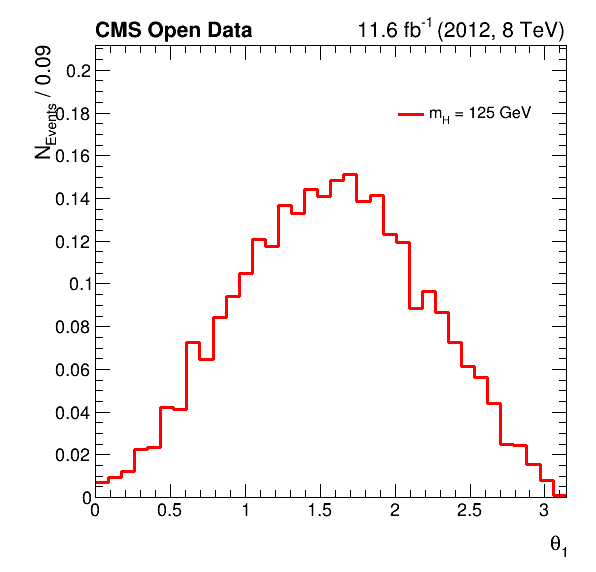 CMS Open Data 11.6 fb⁻¹ (2012, 8 TeV)
N_Events / 0.09
m_H = 125 GeV
0.2
0.18
0.16
0.14
0.12
0.1
0.08
0.06
0.04
0.02
0
0 0.5 1 1.5 2 2.5 3
θ₁